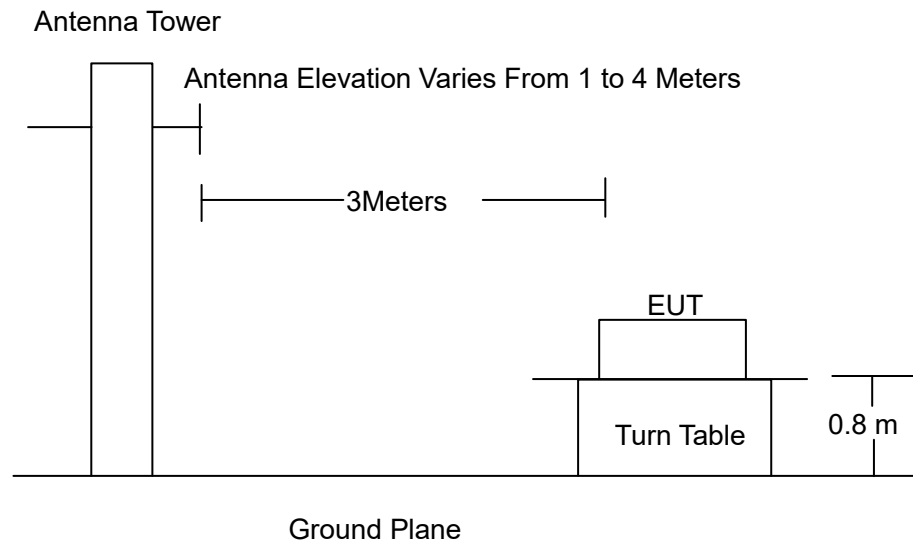 Antenna Tower
Antenna Elevation Varies From 1 to 4 Meters
3Meters
EUT
Turn Table
0.8 m
Ground Plane